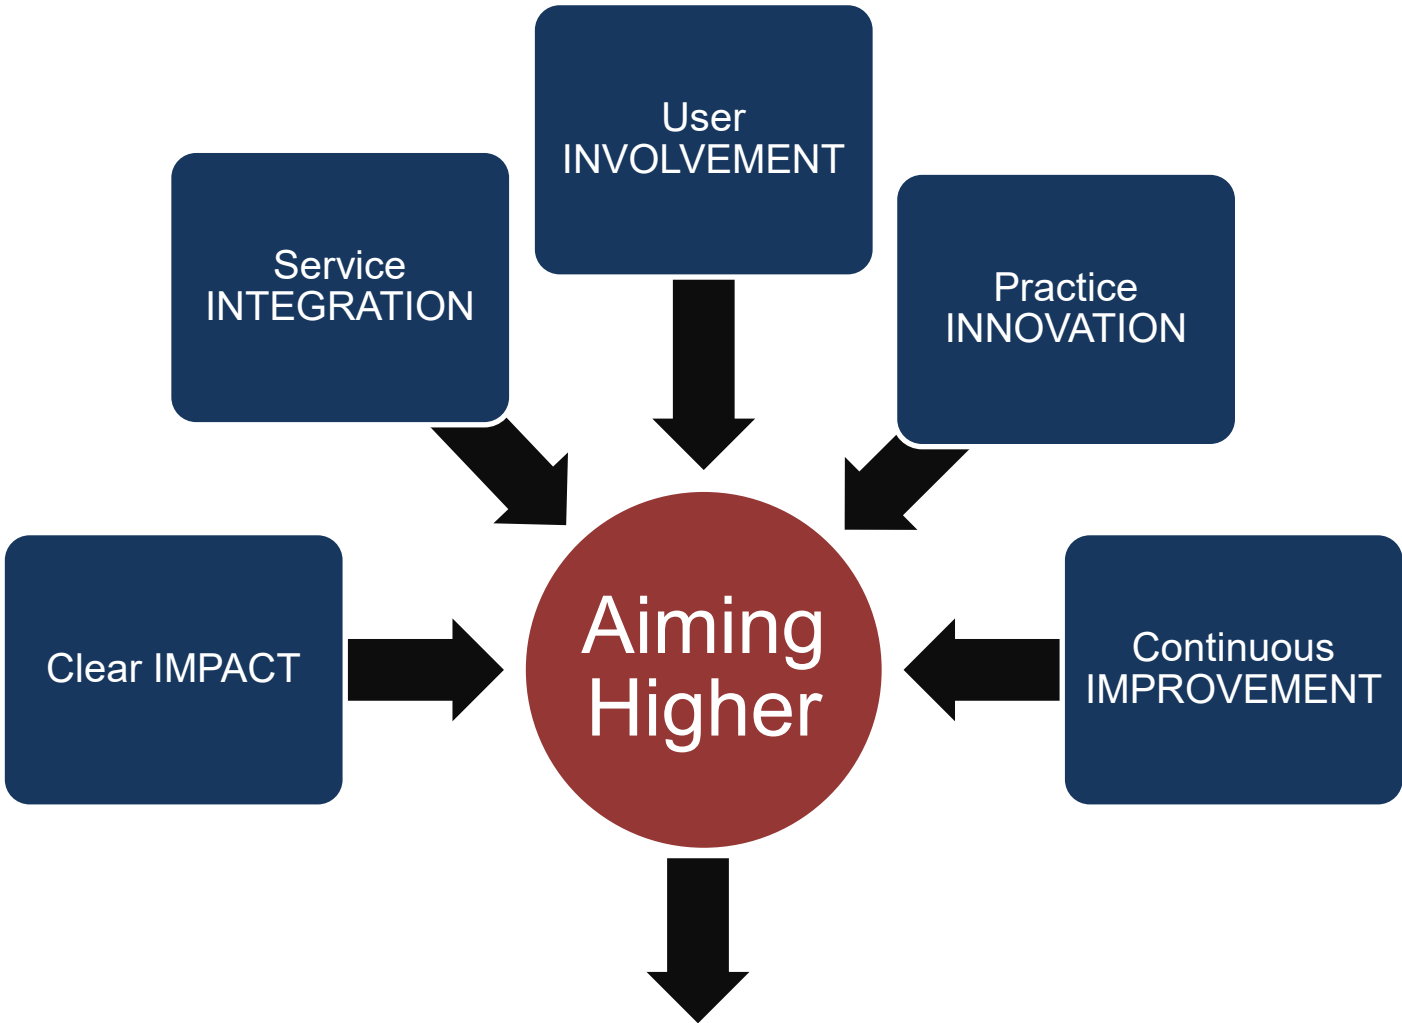 User
INVOLVEMENT
Service
INTEGRATION
Practice
INNOVATION
Clear IMPACT
Aiming
Higher
Continuous
IMPROVEMENT